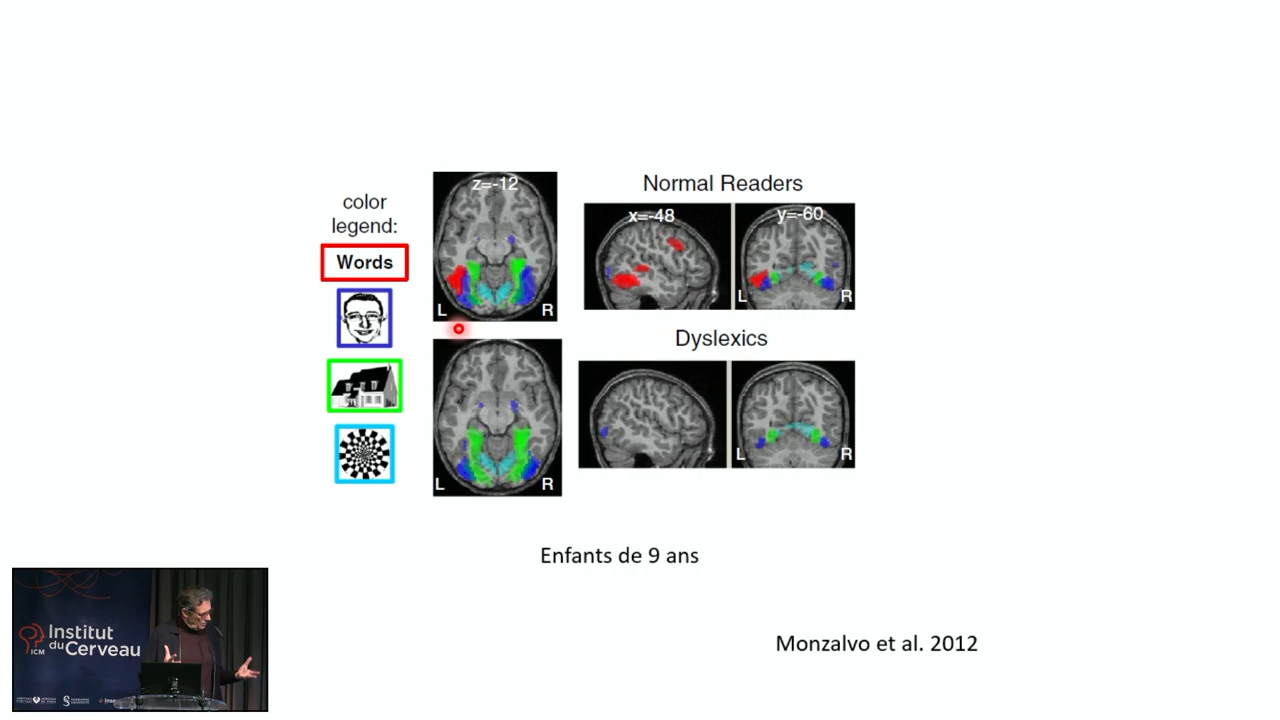 color
legend:
Words
z=-12
L
R
L
R
Normal Readers
x=-48
y=-60
L
R
Dyslexics
L
R
Enfants de 9 ans
Monzalvo et al. 2012
Institut
du Cerveau
ICM